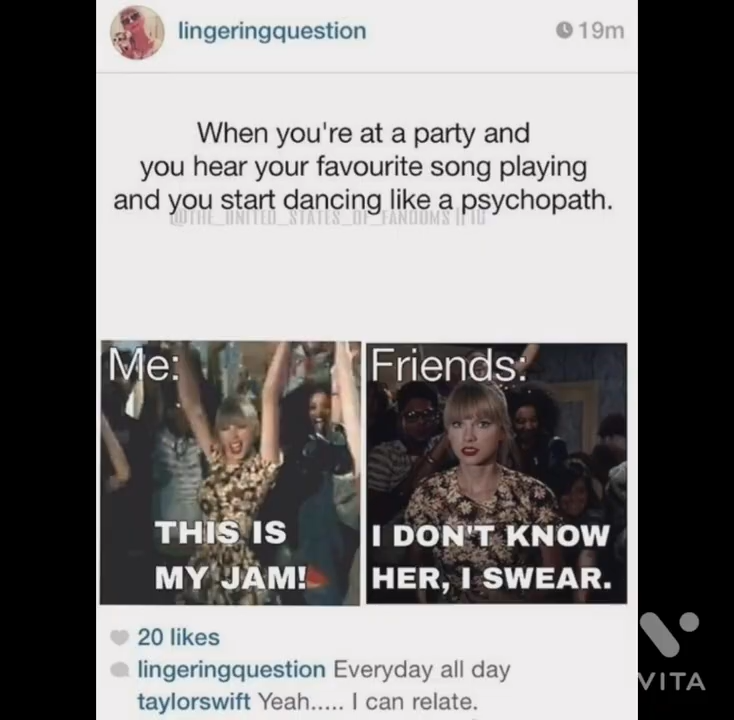 lingeringquestion 19m
When you're at a party and
you hear your favourite song playing
and you start dancing like a psychopath.
@THE_UNITED_STATES_OF_FANDOMS || IG
Me:
THIS IS
MY JAM!
Friends:
I DON'T KNOW
HER, I SWEAR.
20 likes
lingeringquestion Everyday all day
taylorswift Yeah..... I can relate.
VITA